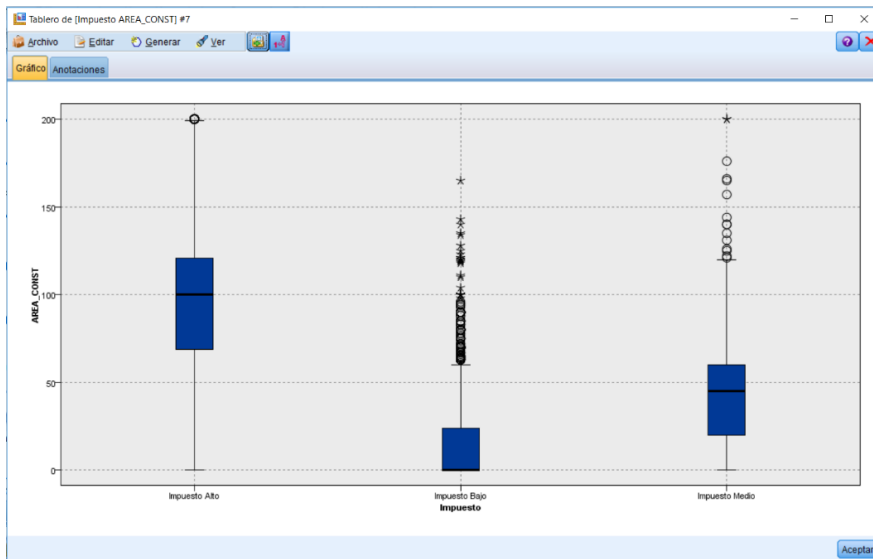 Tablero de [Impuesto AREA_CONST] #7
Archivo Editar Generar Ver
Gráfico Anotaciones
200
150
100
50
0
AREA_CONST
Impuesto Alto Impuesto Bajo Impuesto Medio
Impuesto
Aceptar